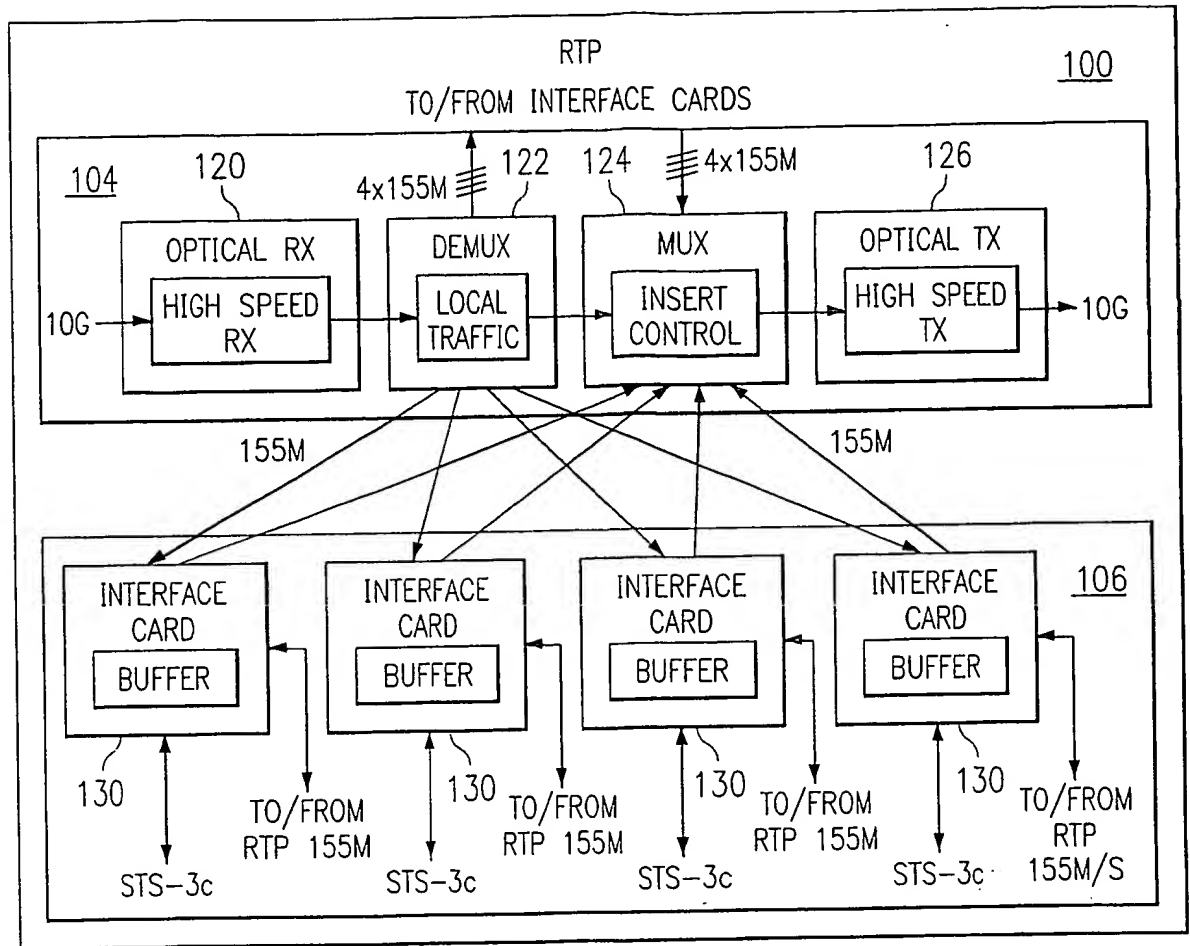 RTP
100
TO/FROM INTERFACE CARDS
104
120
4x155M
122
124
4x155M
126
OPTICAL RX
DEMUX
MUX
OPTICAL TX
10G
HIGH SPEED
RX
LOCAL
TRAFFIC
INSERT
CONTROL
HIGH SPEED
TX
10G
155M
155M
106
INTERFACE
CARD
BUFFER
INTERFACE
CARD
BUFFER
INTERFACE
CARD
BUFFER
INTERFACE
CARD
BUFFER
130
TO/FROM
RTP 155M
STS-3c
130
TO/FROM
RTP 155M
STS-3c
130
TO/FROM
RTP 155M
STS-3c
130
TO/FROM
RTP
155M/S
STS-3c